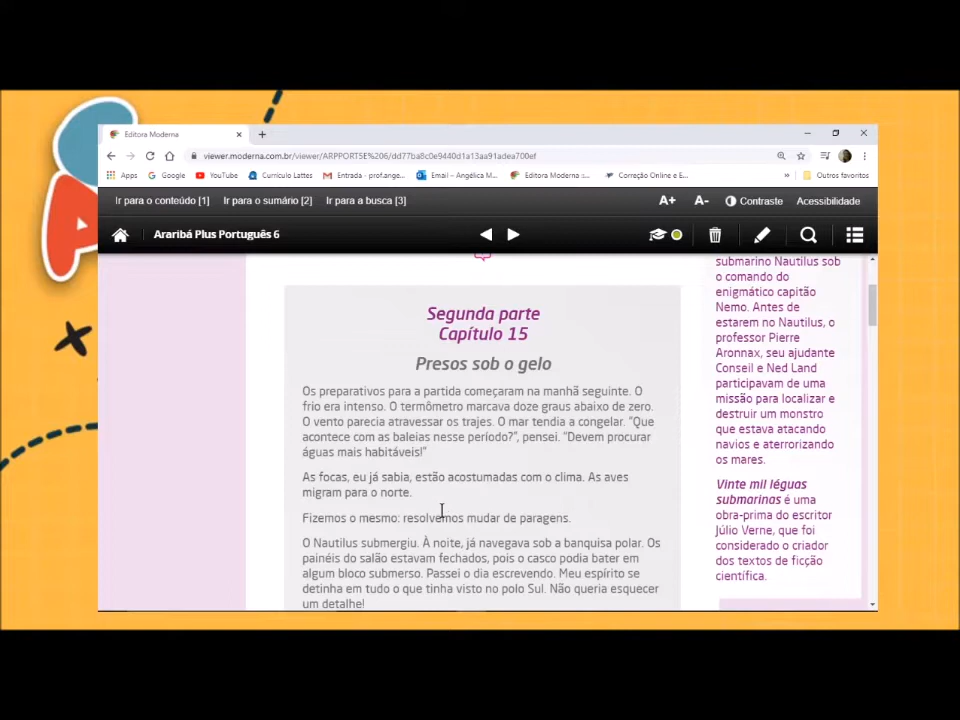 Editora Moderna
viewer.moderna.com.br/viewer/ARPPORT5E%206/dd77ba8c0e9440d1a13aa91adea700ef
Apps Google YouTube Currículo Lattes Entrada - prof.ange... Email – Angélica M... Editora Moderna :... Correção Online e E... » Outros favoritos
Ir para o conteúdo [1] Ir para o sumário [2] Ir para a busca [3] A+ A- Contraste Acessibilidade
Araribá Plus Português 6
Segunda parte
Capítulo 15
Presos sob o gelo
Os preparativos para a partida começaram na manhã seguinte. O
frio era intenso. O termômetro marcava doze graus abaixo de zero.
O vento parecia atravessar os trajes. O mar tendia a congelar. "Que
acontece com as baleias nesse período?", pensei. "Devem procurar
águas mais habitáveis!"
As focas, eu já sabia, estão acostumadas com o clima. As aves
migram para o norte.
Fizemos o mesmo: resolvemos mudar de paragens.
O Nautilus submergiu. À noite, já navegava sob a banquisa polar. Os
painéis do salão estavam fechados, pois o casco podia bater em
algum bloco submerso. Passei o dia escrevendo. Meu espírito se
detinha em tudo o que tinha visto no polo Sul. Não queria esquecer
um detalhe!
submarino Nautilus sob
o comando do
enigmático capitão
Nemo. Antes de
estarem no Nautilus, o
professor Pierre
Aronnax, seu ajudante
Conseil e Ned Land
participavam de uma
missão para localizar e
destruir um monstro
que estava atacando
navios e aterrorizando
os mares.
Vinte mil léguas
submarinas é uma
obra-prima do escritor
Júlio Verne, que foi
considerado o criador
dos textos de ficção
científica.